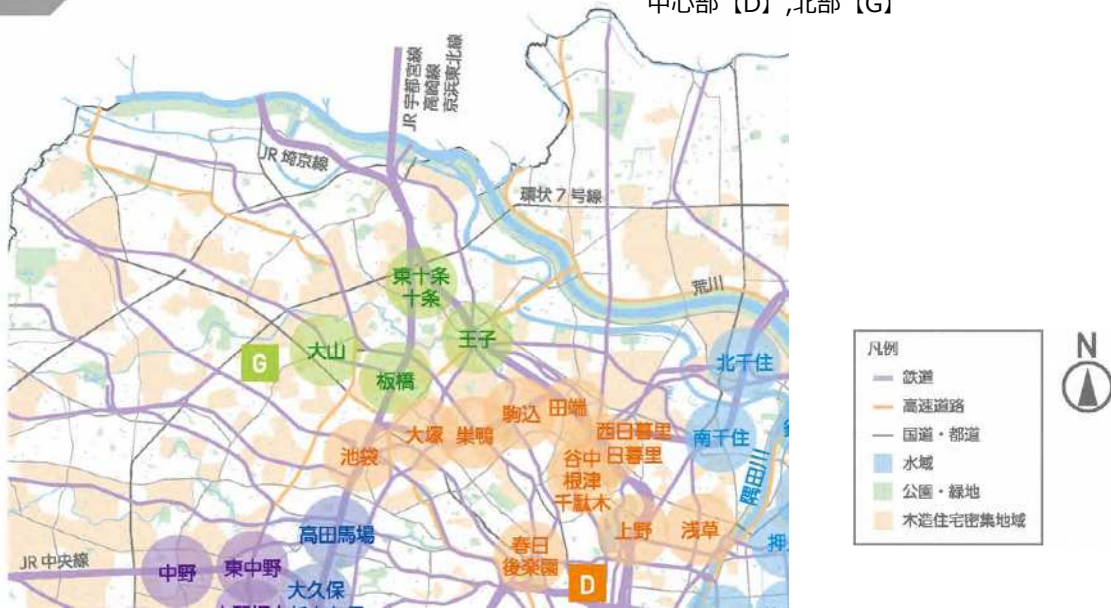 中心部【D】,北部【G】
JR 宇都宮線
高崎線
京浜東北線
JR 埼京線
環状7号線
荒川
東十条
十条
王子
大山
G
板橋
北千住
駒込
田端
大塚
巣鴨
西日暮里
日暮里
南千住
池袋
谷中
根津
千駄木
隅田川
高田馬場
上野
浅草
春日
後楽園
JR 中央線
中野
東中野
D
大久保
凡例
鉄道
高速道路
国道・都道
水域
公園・緑地
木造住宅密集地域
N